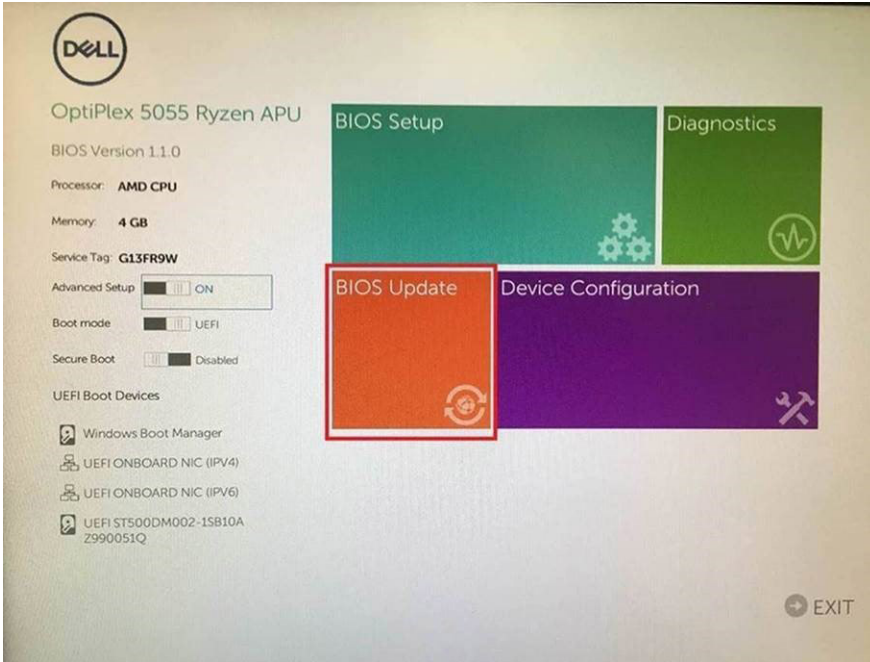 DELL
OptiPlex 5055 Ryzen APU
BIOS Version 1.1.0
Processor: AMD CPU
Memory: 4 GB
Service Tag: G13FR9W
Advanced Setup ON
Boot mode UEFI
Secure Boot Disabled
UEFI Boot Devices
Windows Boot Manager
UEFI ONBOARD NIC (IPV4)
UEFI ONBOARD NIC (IPV6)
UEFI ST500DM002-1SB10A
Z990051Q
BIOS Setup
Diagnostics
BIOS Update
Device Configuration
EXIT